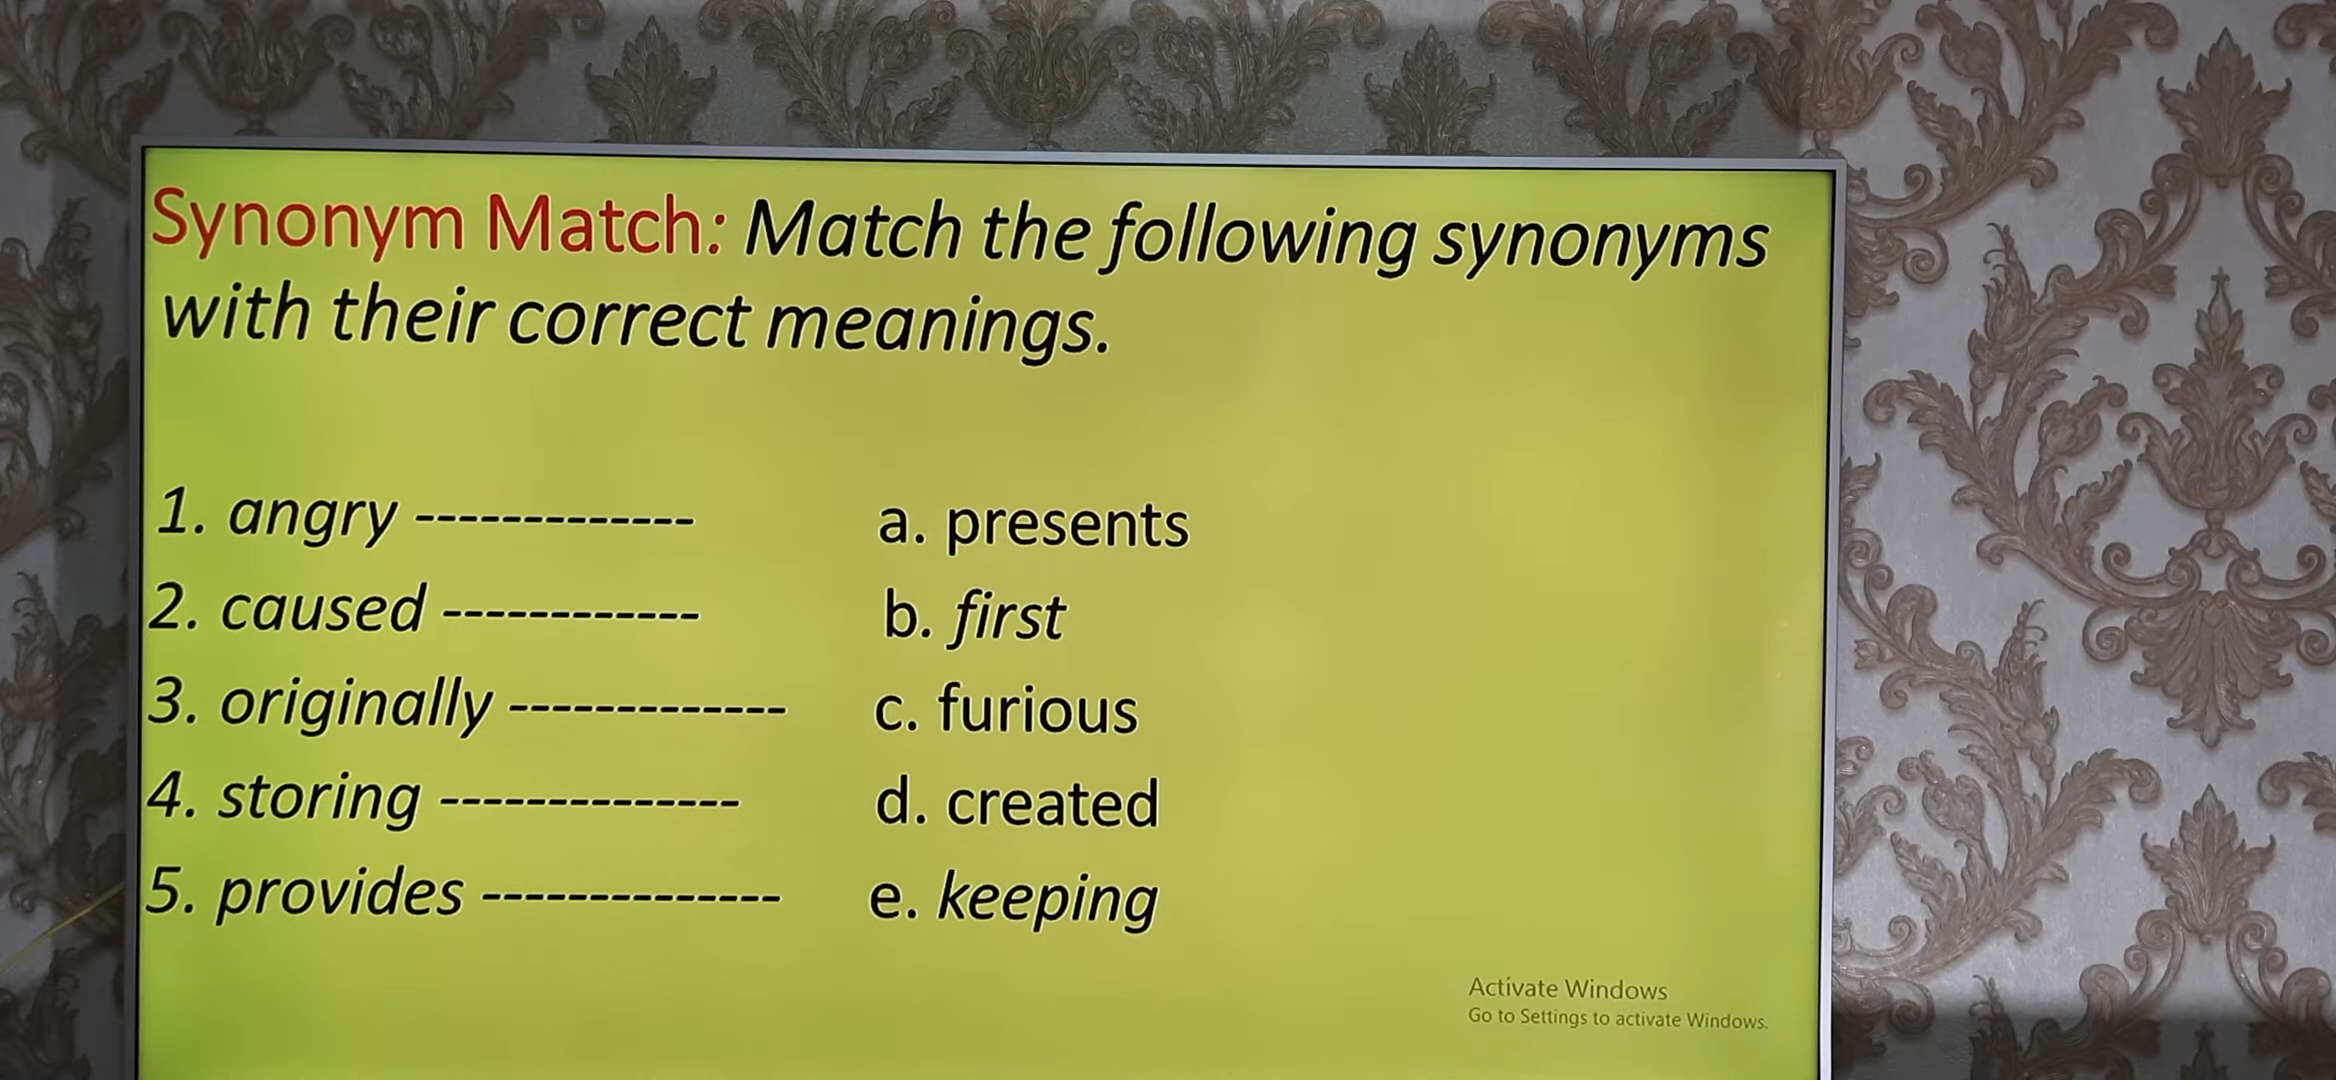 Synonym Match: Match the following synonyms
with their correct meanings.
1. angry ------------- a. presents
2. caused ------------ b. first
3. originally ------------- c. furious
4. storing -------------- d. created
5. provides -------------- e. keeping
Activate Windows
Go to Settings to activate Windows.